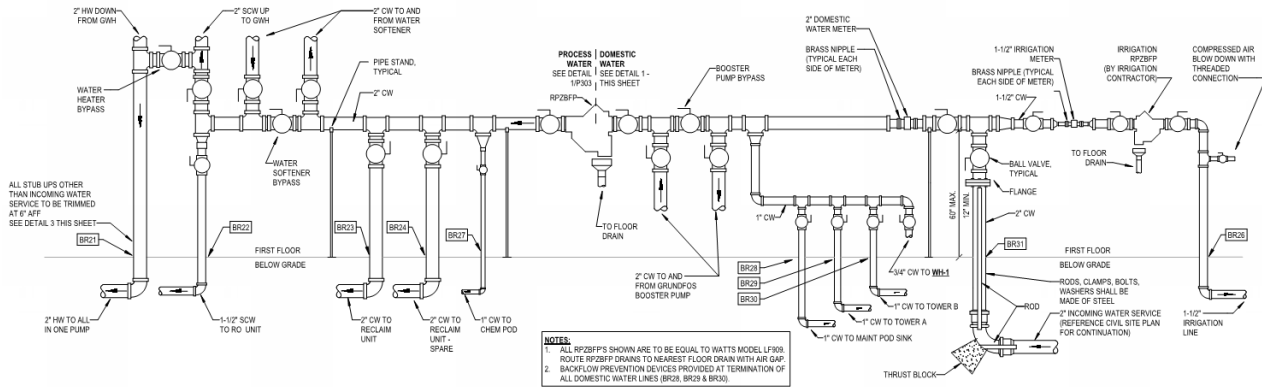 2" HW DOWN
FROM GWH
2" SCW UP
TO GWH
2" CW TO AND
FROM WATER
SOFTENER
WATER
HEATER
BYPASS
PIPE STAND,
TYPICAL
2" CW
WATER
SOFTENER
BYPASS
PROCESS
WATER
SEE DETAIL
1/P303
DOMESTIC
WATER
SEE DETAIL 1 -
THIS SHEET
RPZBFP
TO FLOOR
DRAIN
BOOSTER
PUMP BYPASS
2" DOMESTIC
WATER METER
BRASS NIPPLE
(TYPICAL EACH
SIDE OF METER)
1-1/2" IRRIGATION
METER
BRASS NIPPLE (TYPICAL
EACH SIDE OF METER)
1-1/2" CW
IRRIGATION
RPZBFP
(BY IRRIGATION
CONTRACTOR)
COMPRESSED AIR
BLOW DOWN WITH
THREADED
CONNECTION
TO FLOOR
DRAIN
BALL VALVE,
TYPICAL
FLANGE
2" CW
60" MAX.
12" MIN.
1" CW
ALL STUB UPS OTHER
THAN INCOMING WATER
SERVICE TO BE TRIMMED
AT 6" AFF
SEE DETAIL 3 THIS SHEET
BR21
BR22
BR23
BR24
BR27
BR28
BR29
BR30
BR31
BR26
FIRST FLOOR
BELOW GRADE
FIRST FLOOR
BELOW GRADE
2" HW TO ALL
IN ONE PUMP
1-1/2" SCW
TO RO UNIT
2" CW TO
RECLAIM
UNIT
2" CW TO
RECLAIM
UNIT -
SPARE
1" CW TO
CHEM POD
2" CW TO AND
FROM GRUNDFOS
BOOSTER PUMP
3/4" CW TO WH-1
1" CW TO TOWER B
1" CW TO TOWER A
1" CW TO MAINT POD SINK
RODS, CLAMPS, BOLTS,
WASHERS SHALL BE
MADE OF STEEL
ROD
2" INCOMING WATER SERVICE
(REFERENCE CIVIL SITE PLAN
FOR CONTINUATION)
THRUST BLOCK
1-1/2"
IRRIGATION
LINE
NOTES:
1. ALL RPZBFP'S SHOWN ARE TO BE EQUAL TO WATTS MODEL LF909.
ROUTE RPZBFP DRAINS TO NEAREST FLOOR DRAIN WITH AIR GAP.
2. BACKFLOW PREVENTION DEVICES PROVIDED AT TERMINATION OF
ALL DOMESTIC WATER LINES (BR28, BR29 & BR30).